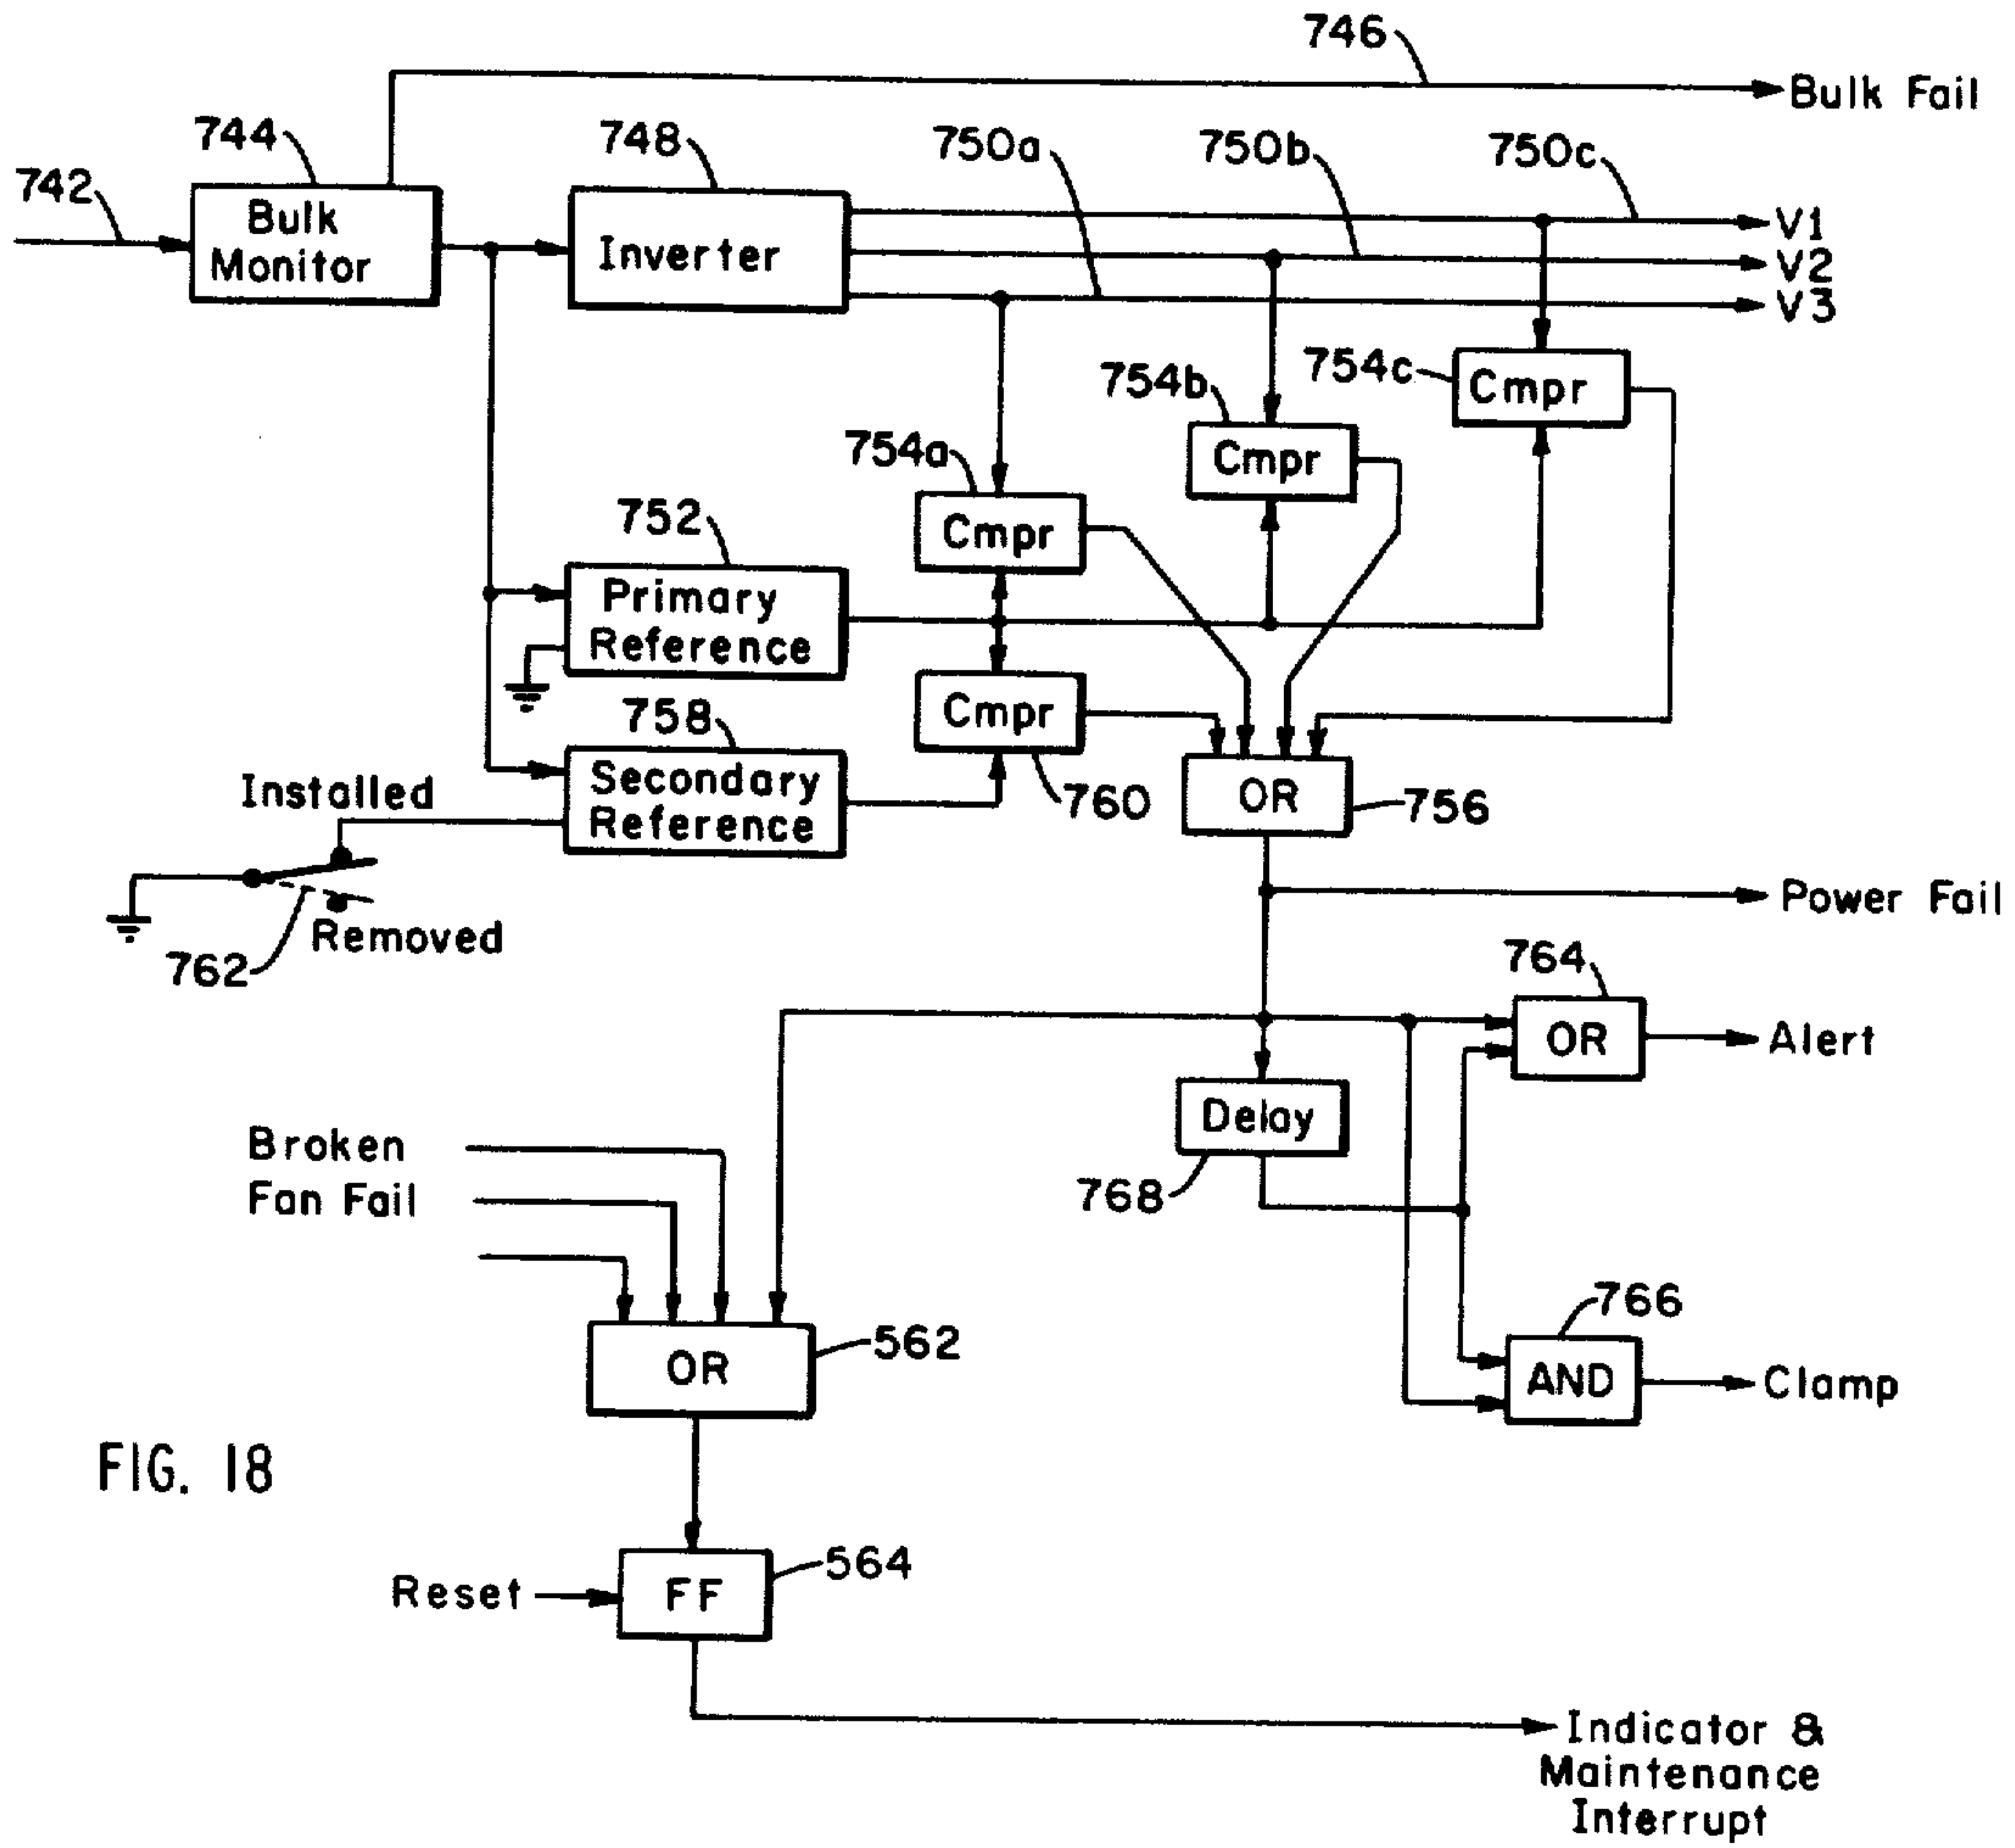 746
Bulk Fail
744
748
750a
750b
750c
742
Bulk
Monitor
Inverter
V1
V2
V3
754c
Cmpr
754b
Cmpr
754a
Cmpr
752
Primary
Reference
758
Cmpr
760
Secondary
Reference
OR
756
Installed
Removed
762
Power Fail
764
OR
Alert
Delay
768
Broken
Fan Fail
766
AND
Clamp
OR
562
FIG. 18
564
Reset
FF
Indicator &
Maintenance
Interrupt